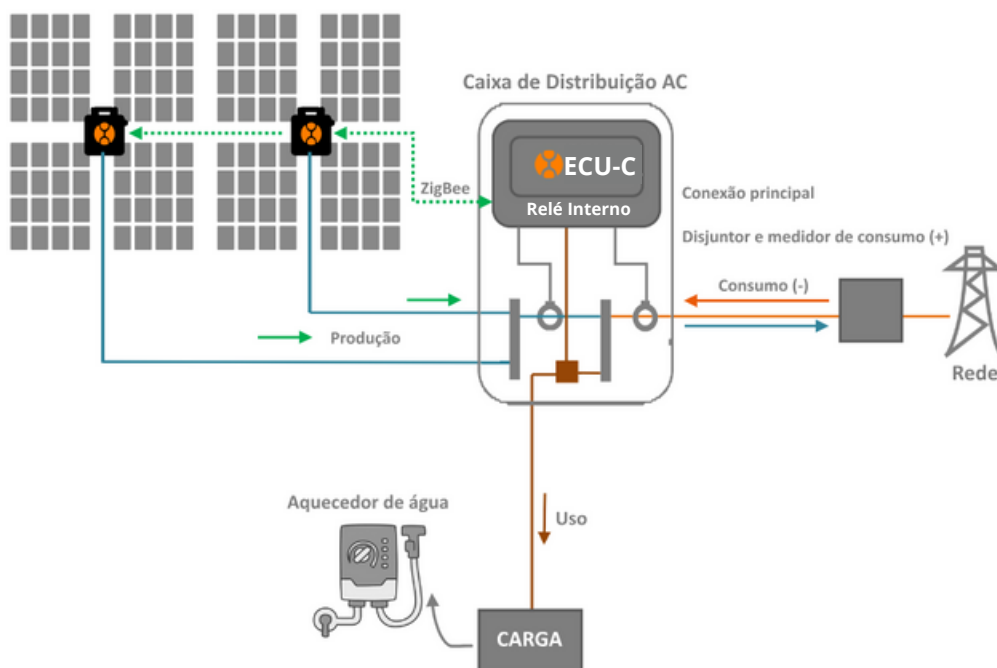 Caixa de Distribuição AC
ECU-C
Relé Interno
ZigBee
Conexão principal
Disjuntor e medidor de consumo (+)
Consumo (-)
Produção
Rede
Uso
Aquecedor de água
CARGA